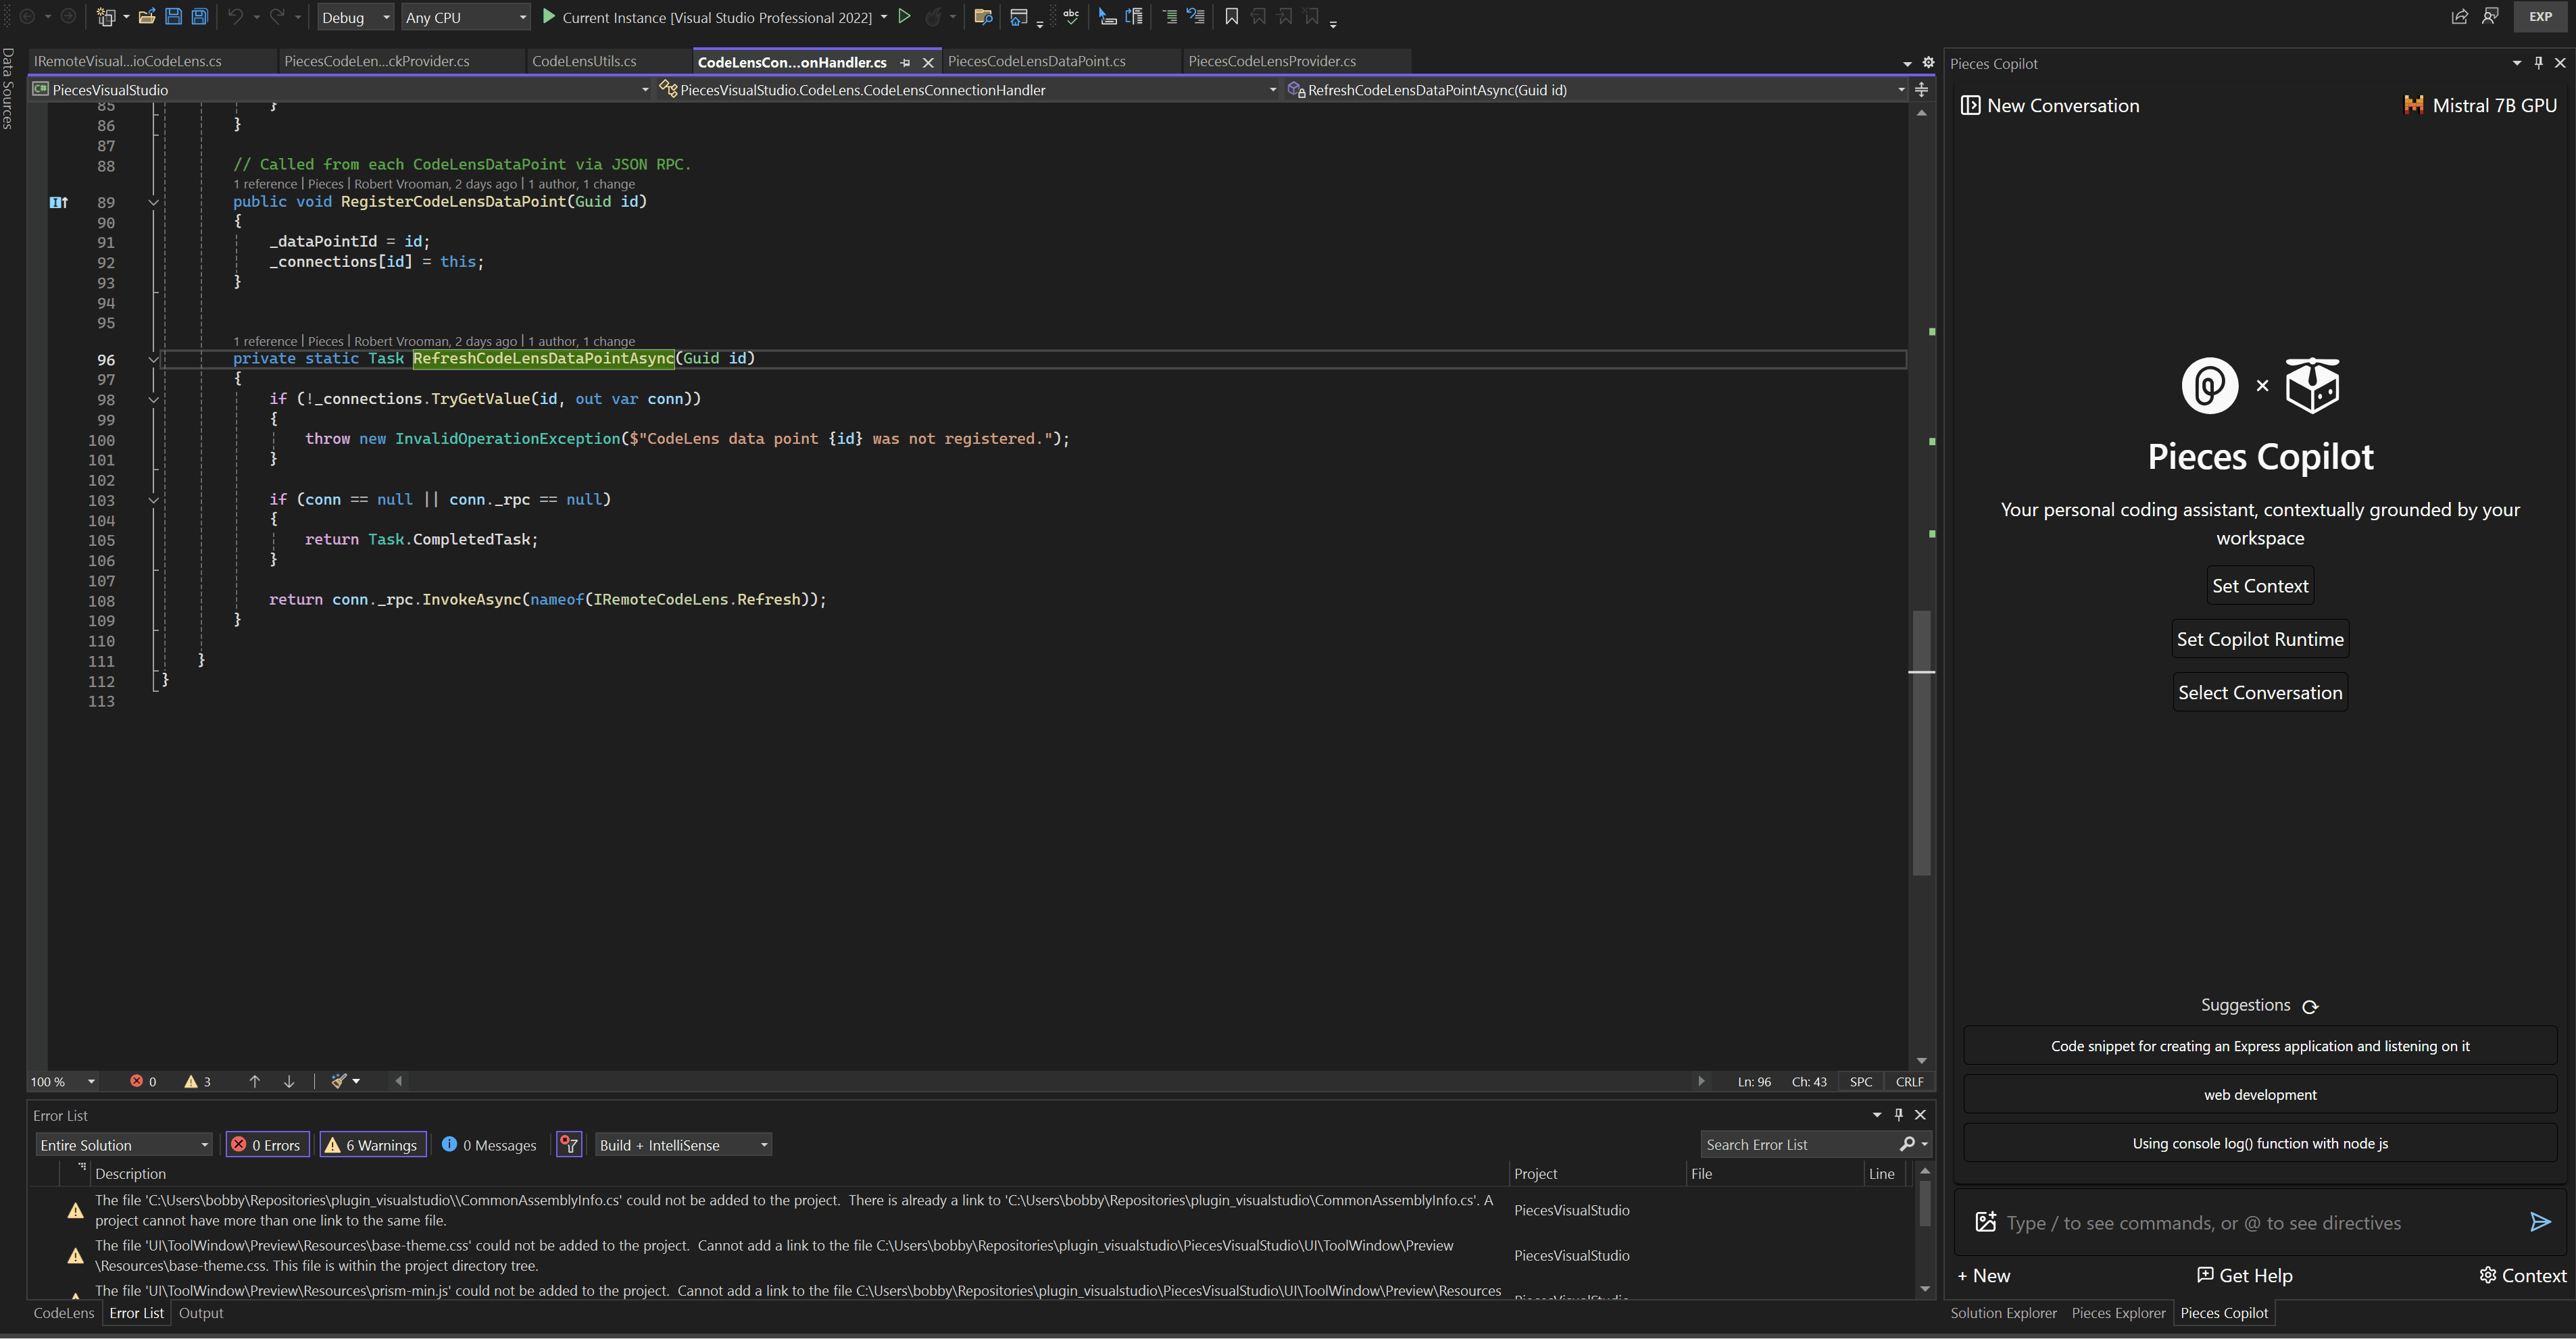 Debug
Any CPU
Current Instance [Visual Studio Professional 2022]
abc
EXP
Data Sources
IRemoteVisual...ioCodeLens.cs
PiecesCodeLen...ckProvider.cs
CodeLensUtils.cs
CodeLensCon...onHandler.cs
PiecesCodeLensDataPoint.cs
PiecesCodeLensProvider.cs
PiecesVisualStudio
PiecesVisualStudio.CodeLens.CodeLensConnectionHandler
RefreshCodeLensDataPointAsync(Guid id)
85 }
86 }
87
88 // Called from each CodeLensDataPoint via JSON RPC.
1 reference | Pieces | Robert Vrooman, 2 days ago | 1 author, 1 change
89 public void RegisterCodeLensDataPoint(Guid id)
90 {
91 _dataPointId = id;
92 _connections[id] = this;
93 }
94
95
1 reference | Pieces | Robert Vrooman, 2 days ago | 1 author, 1 change
96 private static Task RefreshCodeLensDataPointAsync(Guid id)
97 {
98 if (!_connections.TryGetValue(id, out var conn))
99 {
100 throw new InvalidOperationException($"CodeLens data point {id} was not registered.");
101 }
102
103 if (conn == null || conn._rpc == null)
104 {
105 return Task.CompletedTask;
106 }
107
108 return conn._rpc.InvokeAsync(nameof(IRemoteCodeLens.Refresh));
109 }
110
111 }
112 }
113
100 %
0
3
Ln: 96
Ch: 43
SPC
CRLF
Error List
Entire Solution
0 Errors
6 Warnings
0 Messages
Build + IntelliSense
Search Error List
Description
Project
File
Line
The file 'C:\Users\bobby\Repositories\plugin_visualstudio\\CommonAssemblyInfo.cs' could not be added to the project.  There is already a link to 'C:\Users\bobby\Repositories\plugin_visualstudio\CommonAssemblyInfo.cs'. A
project cannot have more than one link to the same file.
PiecesVisualStudio
The file 'UI\ToolWindow\Preview\Resources\base-theme.css' could not be added to the project.  Cannot add a link to the file C:\Users\bobby\Repositories\plugin_visualstudio\PiecesVisualStudio\UI\ToolWindow\Preview
\Resources\base-theme.css. This file is within the project directory tree.
PiecesVisualStudio
The file 'UI\ToolWindow\Preview\Resources\prism-min.js' could not be added to the project.  Cannot add a link to the file C:\Users\bobby\Repositories\plugin_visualstudio\PiecesVisualStudio\UI\ToolWindow\Preview\Resources
CodeLens
Error List
Output
Pieces Copilot
New Conversation
Mistral 7B GPU
Pieces Copilot
Your personal coding assistant, contextually grounded by your
workspace
Set Context
Set Copilot Runtime
Select Conversation
Suggestions
Code snippet for creating an Express application and listening on it
web development
Using console log() function with node js
Type / to see commands, or @ to see directives
+ New
Get Help
Context
Solution Explorer
Pieces Explorer
Pieces Copilot